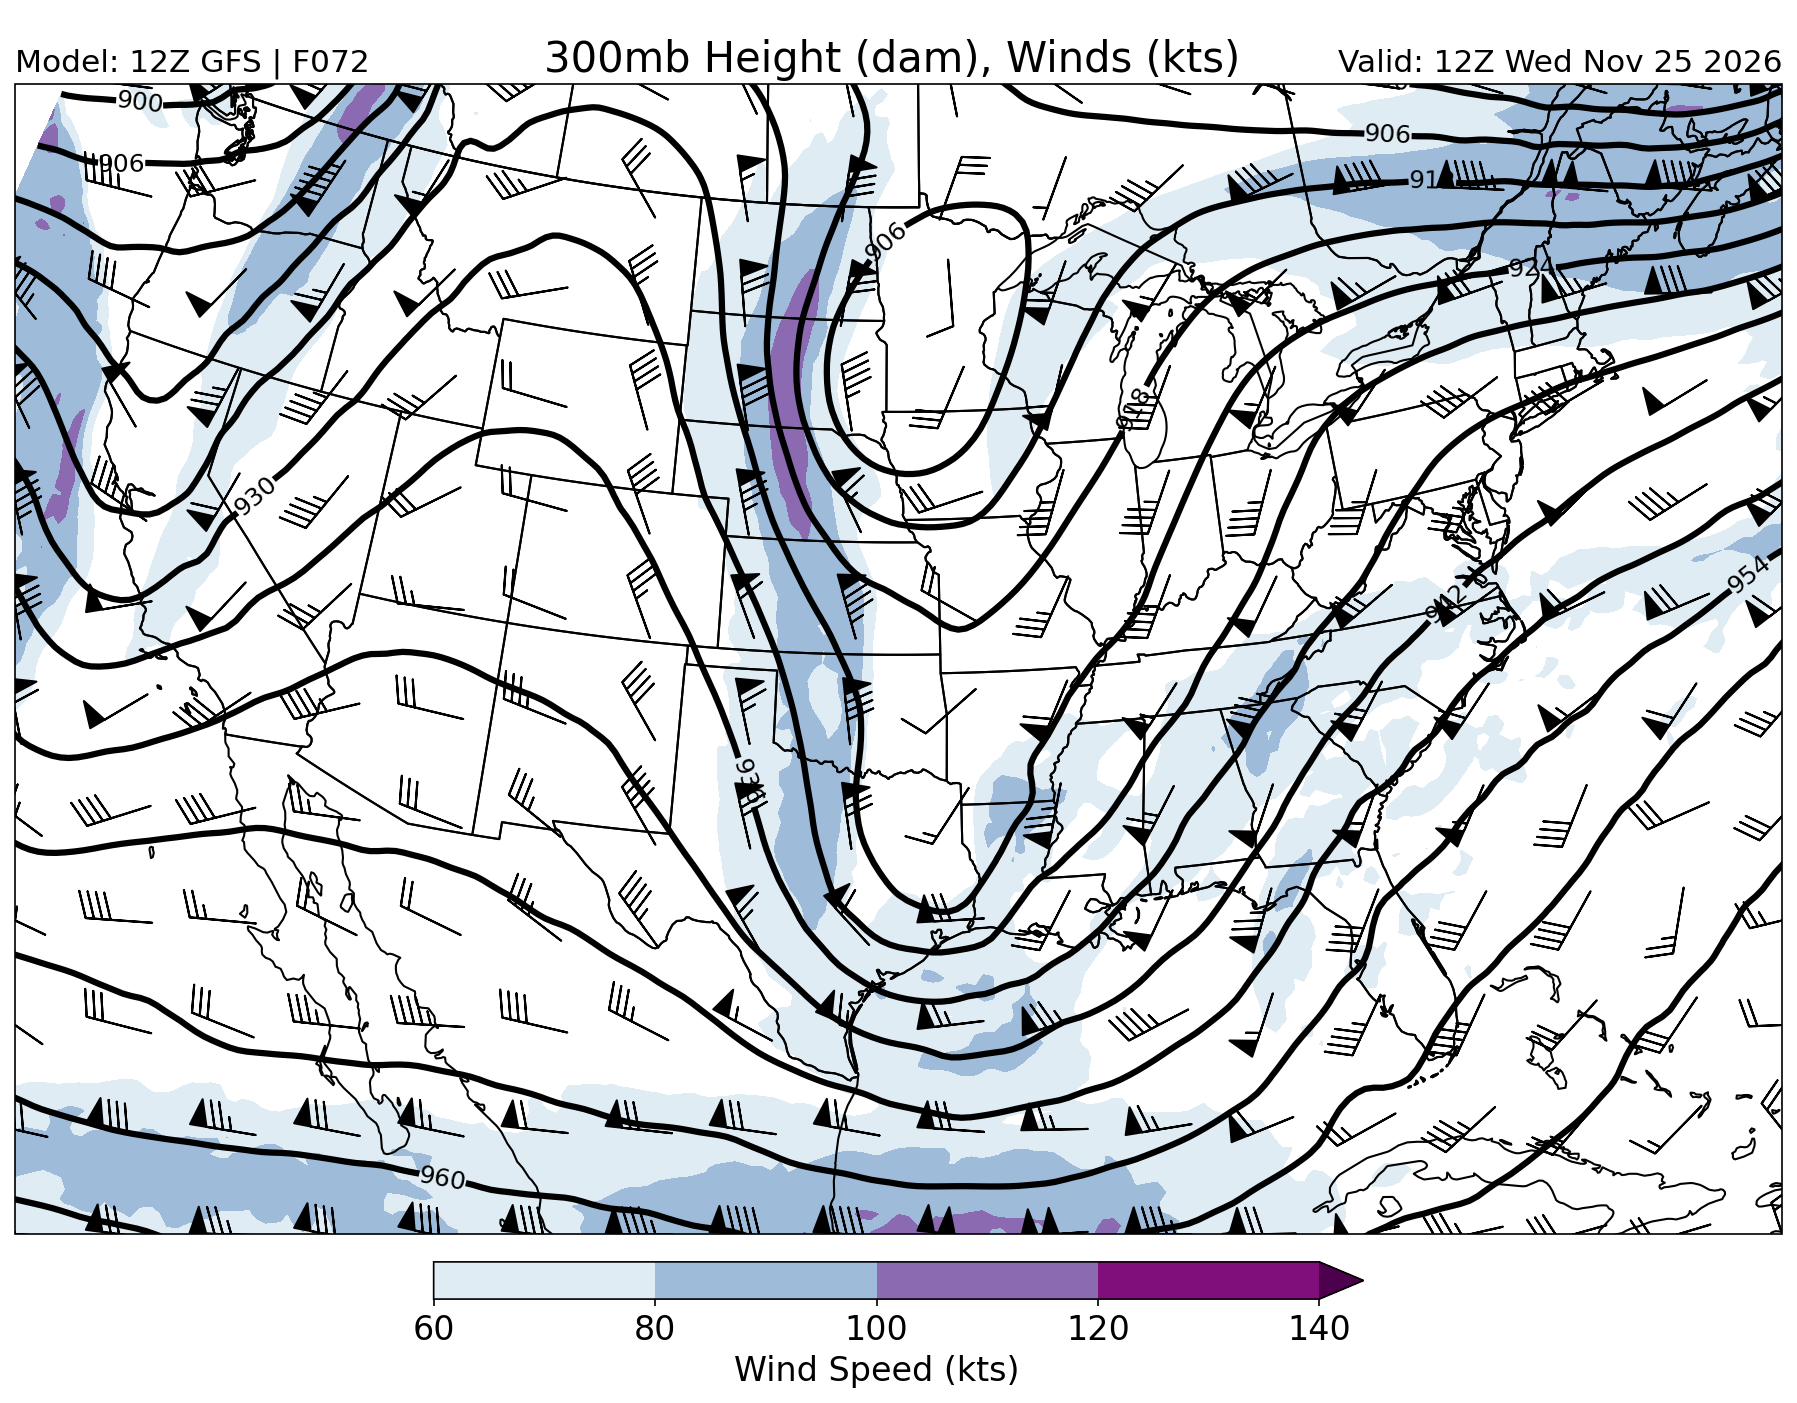 Model: 12Z GFS | F072
300mb Height (dam), Winds (kts)
Valid: 12Z Wed Nov 25 2026
900
906
906
906
924
918
930
936
954
960
60 80 100 120 140
Wind Speed (kts)